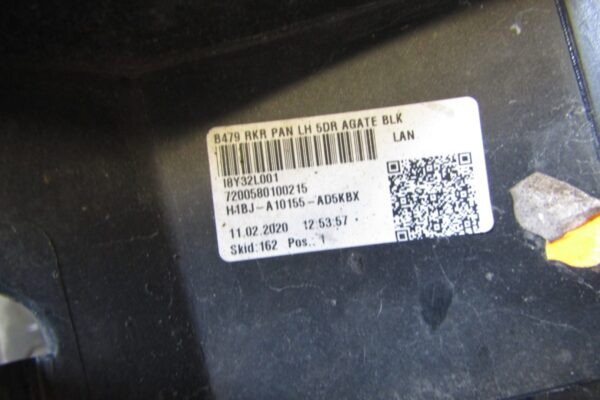 B479 RKR PAN LH 5DR AGATE BLK
LAN
I8Y32L001
7200580100215
H1BJ-A10155-AD5KBX
11.02.2020 12:53:57
Skid:162 Pos.: 1